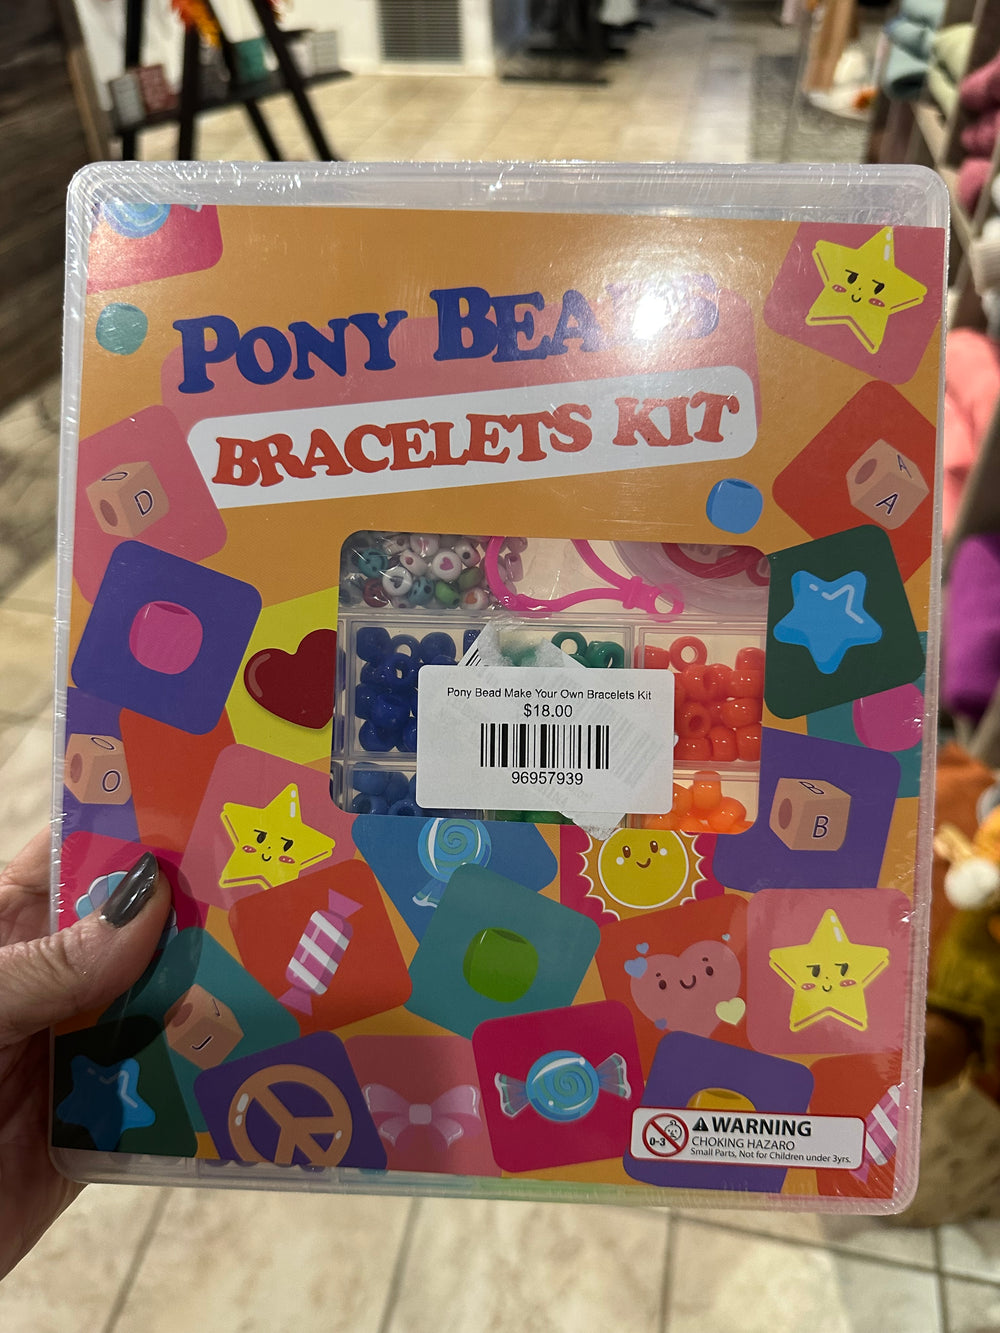 PONY BEADS
BRACELETS KIT
D
A
A
O
B
B
J
Pony Bead Make Your Own Bracelets Kit
$18.00
96957939
0-3
WARNING
CHOKING HAZARO
Small Parts, Not for Children under 3yrs.